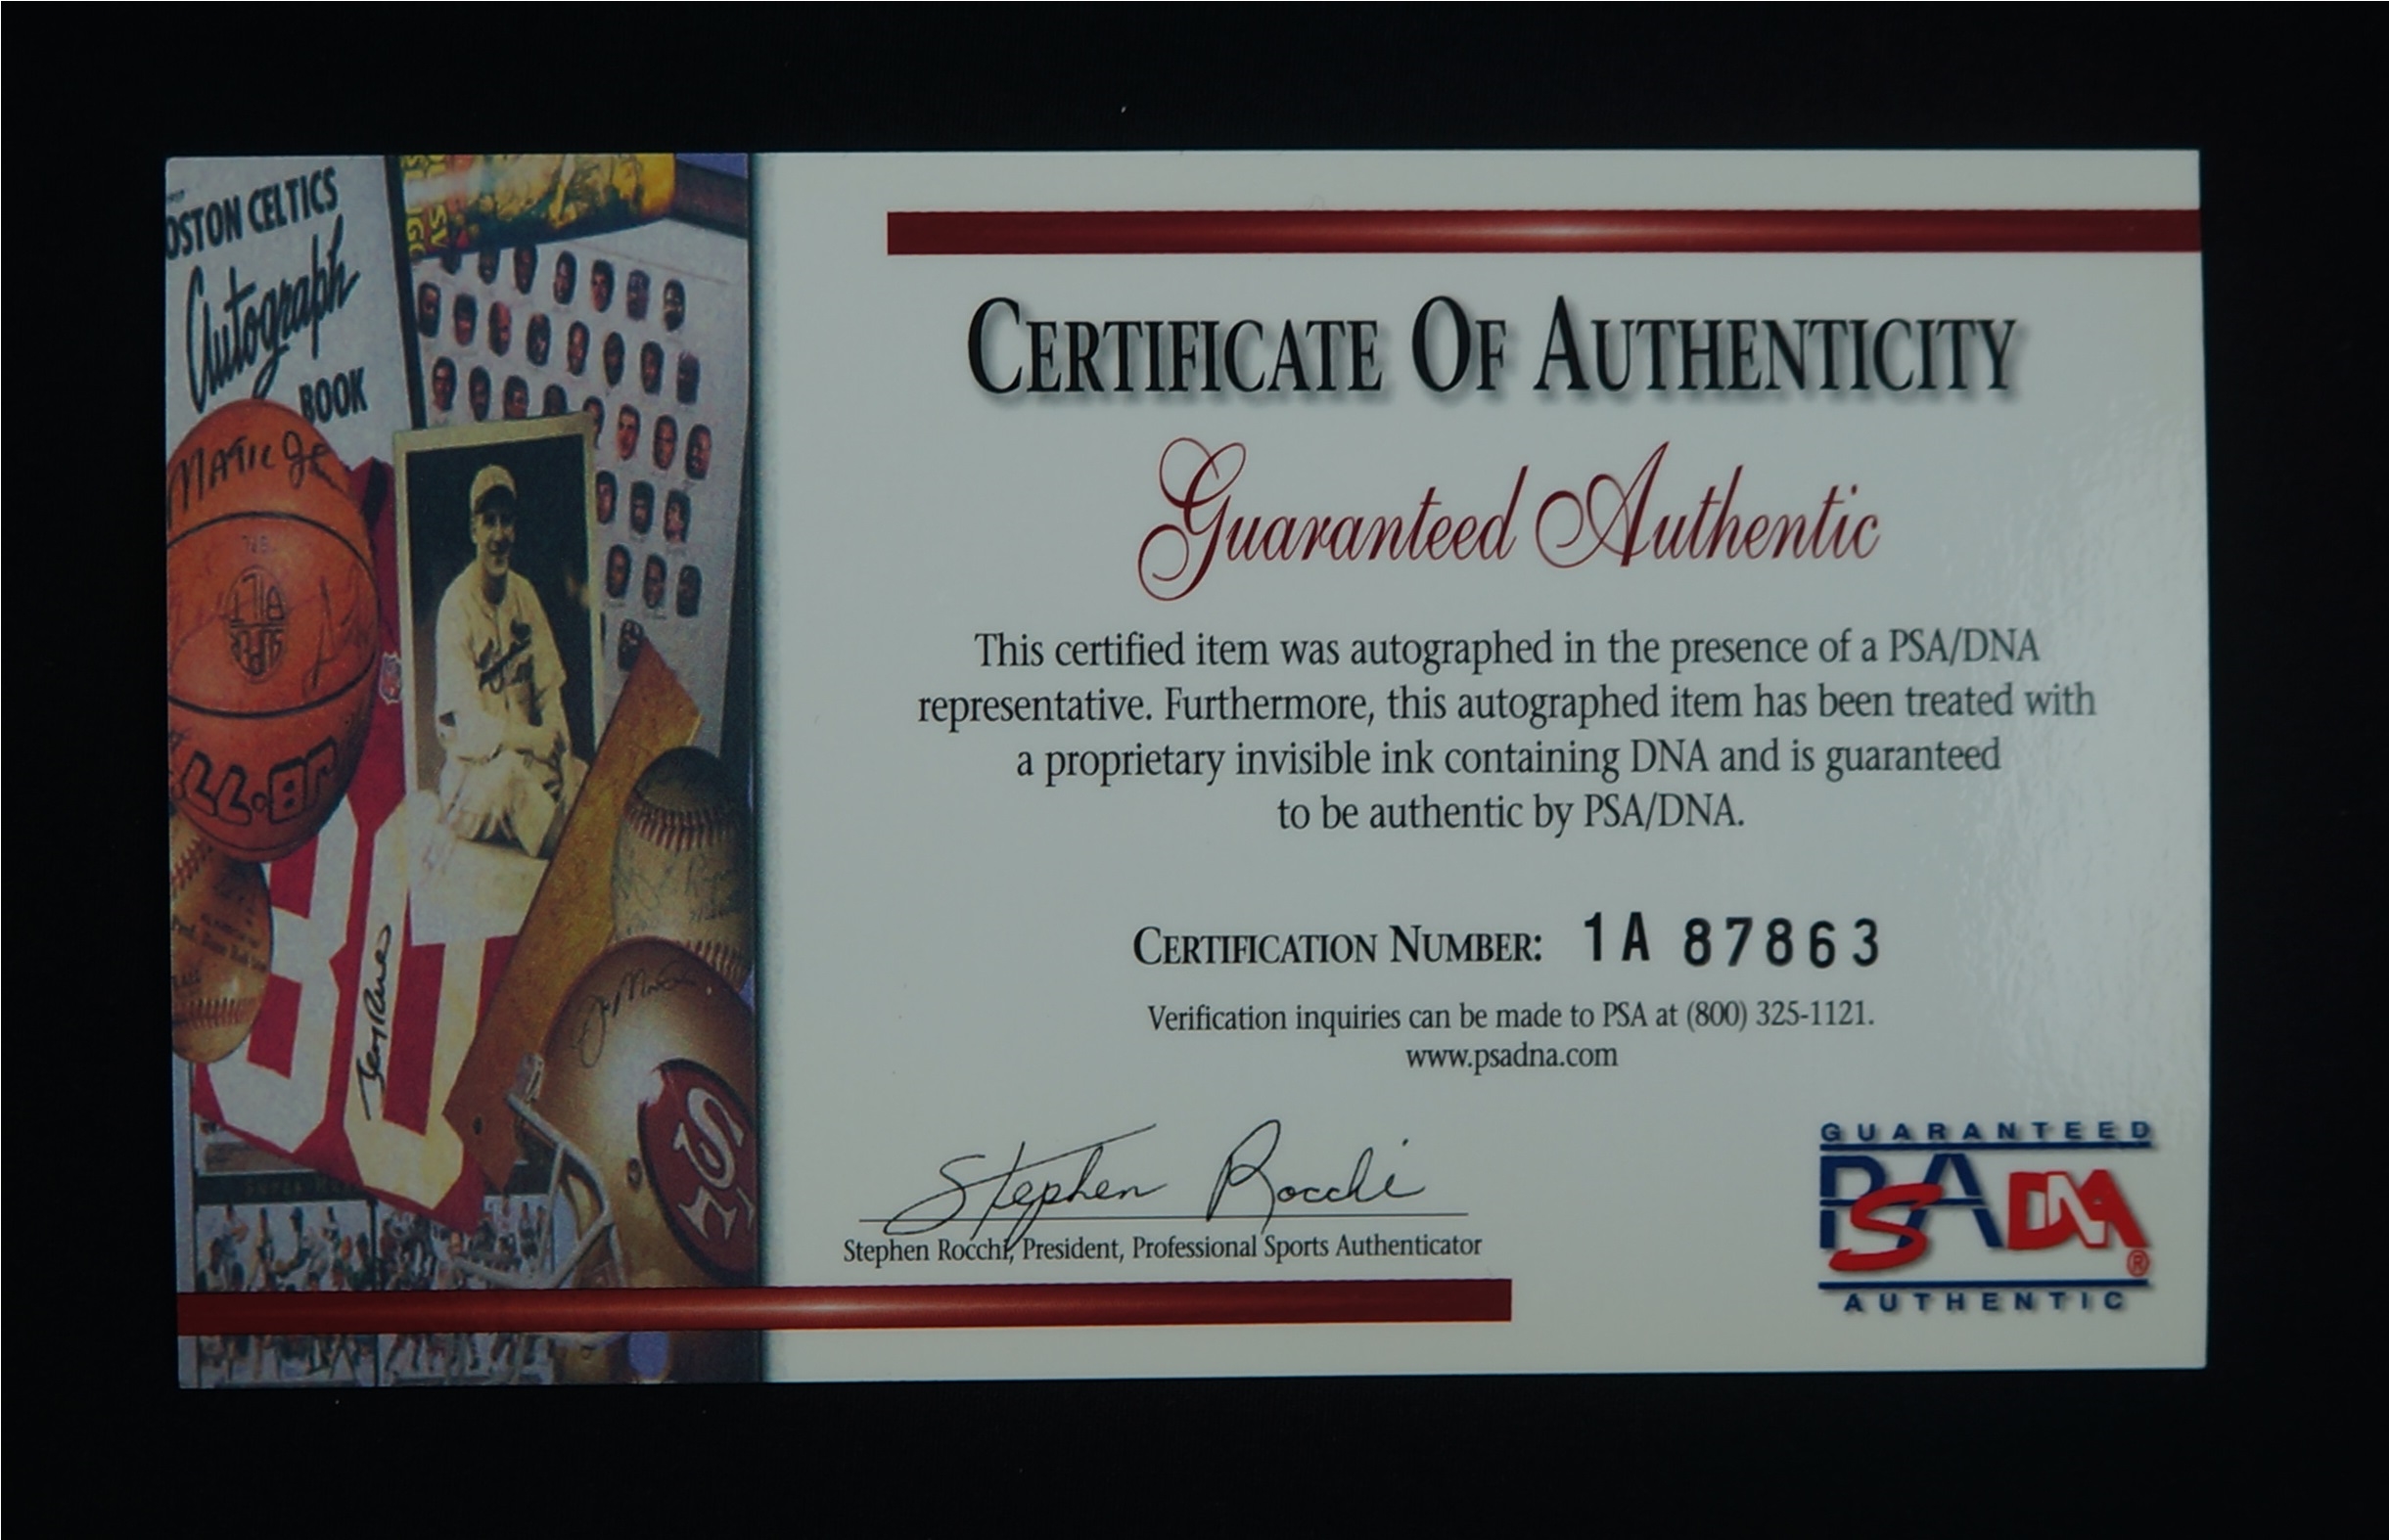 BOSTON CELTICS
Autograph
BOOK
CERTIFICATE OF AUTHENTICITY
Guaranteed Authentic
This certified item was autographed in the presence of a PSA/DNA
representative. Furthermore, this autographed item has been treated with
a proprietary invisible ink containing DNA and is guaranteed
to be authentic by PSA/DNA.
CERTIFICATION NUMBER: 1A 87863
Verification inquiries can be made to PSA at (800) 325-1121.
www.psadna.com
Stephen Rocchi
Stephen Rocchi, President, Professional Sports Authenticator
GUARANTEED
PSA DNA ®
AUTHENTIC